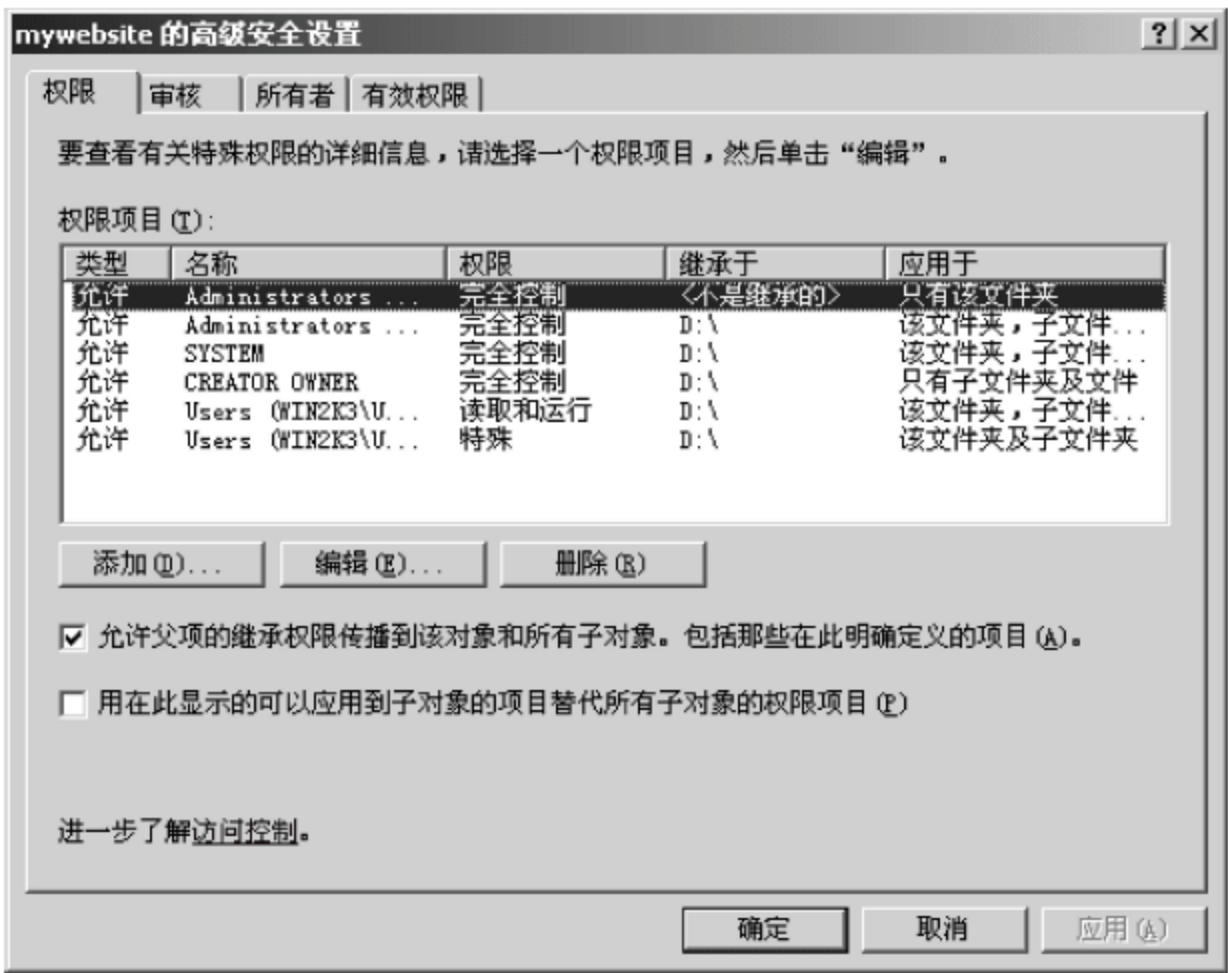 mywebsite 的高级安全设置
权限 审核 所有者 有效权限
要查看有关特殊权限的详细信息，请选择一个权限项目，然后单击“编辑”。
权限项目(T):
类型 名称 权限 继承于 应用于
允许 Administrators ... 完全控制 <不是继承的> 只有该文件夹
允许 Administrators ... 完全控制 D:\ 该文件夹，子文件...
允许 SYSTEM 完全控制 D:\ 该文件夹，子文件...
允许 CREATOR OWNER 完全控制 D:\ 只有子文件夹及文件
允许 Users (WIN2K3\U... 读取和运行 D:\ 该文件夹，子文件...
允许 Users (WIN2K3\U... 特殊 D:\ 该文件夹及子文件夹
添加(D)... 编辑(E)... 删除(R)
允许父项的继承权限传播到该对象和所有子对象。包括那些在此明确定义的项目(A)。
用在此显示的可以应用到子对象的项目替代所有子对象的权限项目(P)
进一步了解访问控制。
确定 取消 应用(A)